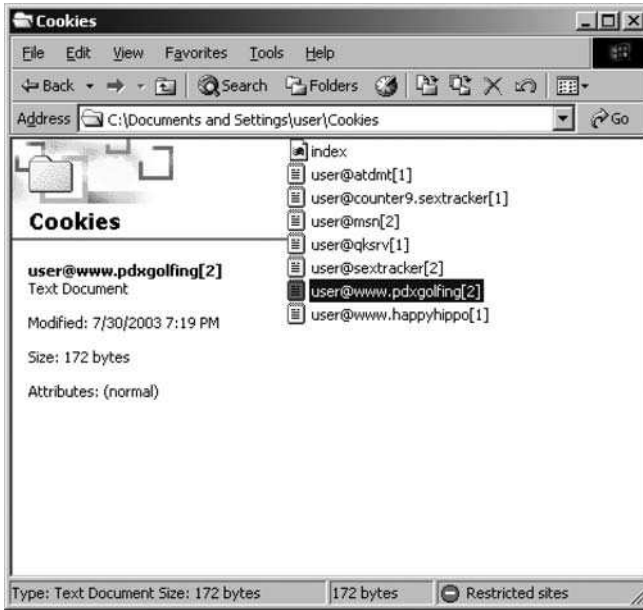 Cookies
File Edit View Favorites Tools Help
Back Search Folders
Address C:\Documents and Settings\user\Cookies Go
Cookies
user@www.pdxgolfing[2]
Text Document
Modified: 7/30/2003 7:19 PM
Size: 172 bytes
Attributes: (normal)
index
user@atdmt[1]
user@counter9.sextracker[1]
user@msn[2]
user@qksrv[1]
user@sextracker[2]
user@www.pdxgolfing[2]
user@www.happyhippo[1]
Type: Text Document Size: 172 bytes 172 bytes Restricted sites